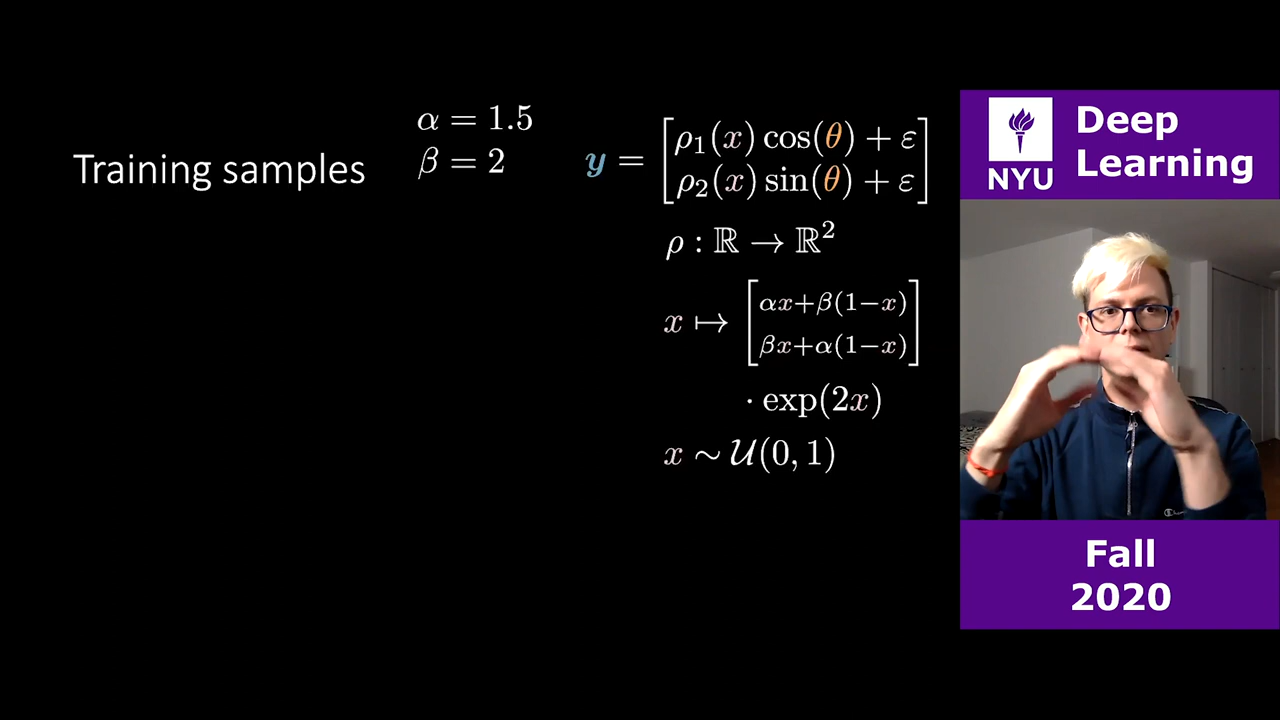 Training samples
α = 1.5
β = 2
y = [ρ₁(x) cos(θ) + ε
ρ₂(x) sin(θ) + ε]
ρ : ℝ → ℝ²
x ↦ [αx+β(1−x)
βx+α(1−x)]
· exp(2x)
x ∼ 𝒰(0, 1)
NYU
Deep
Learning
Fall
2020